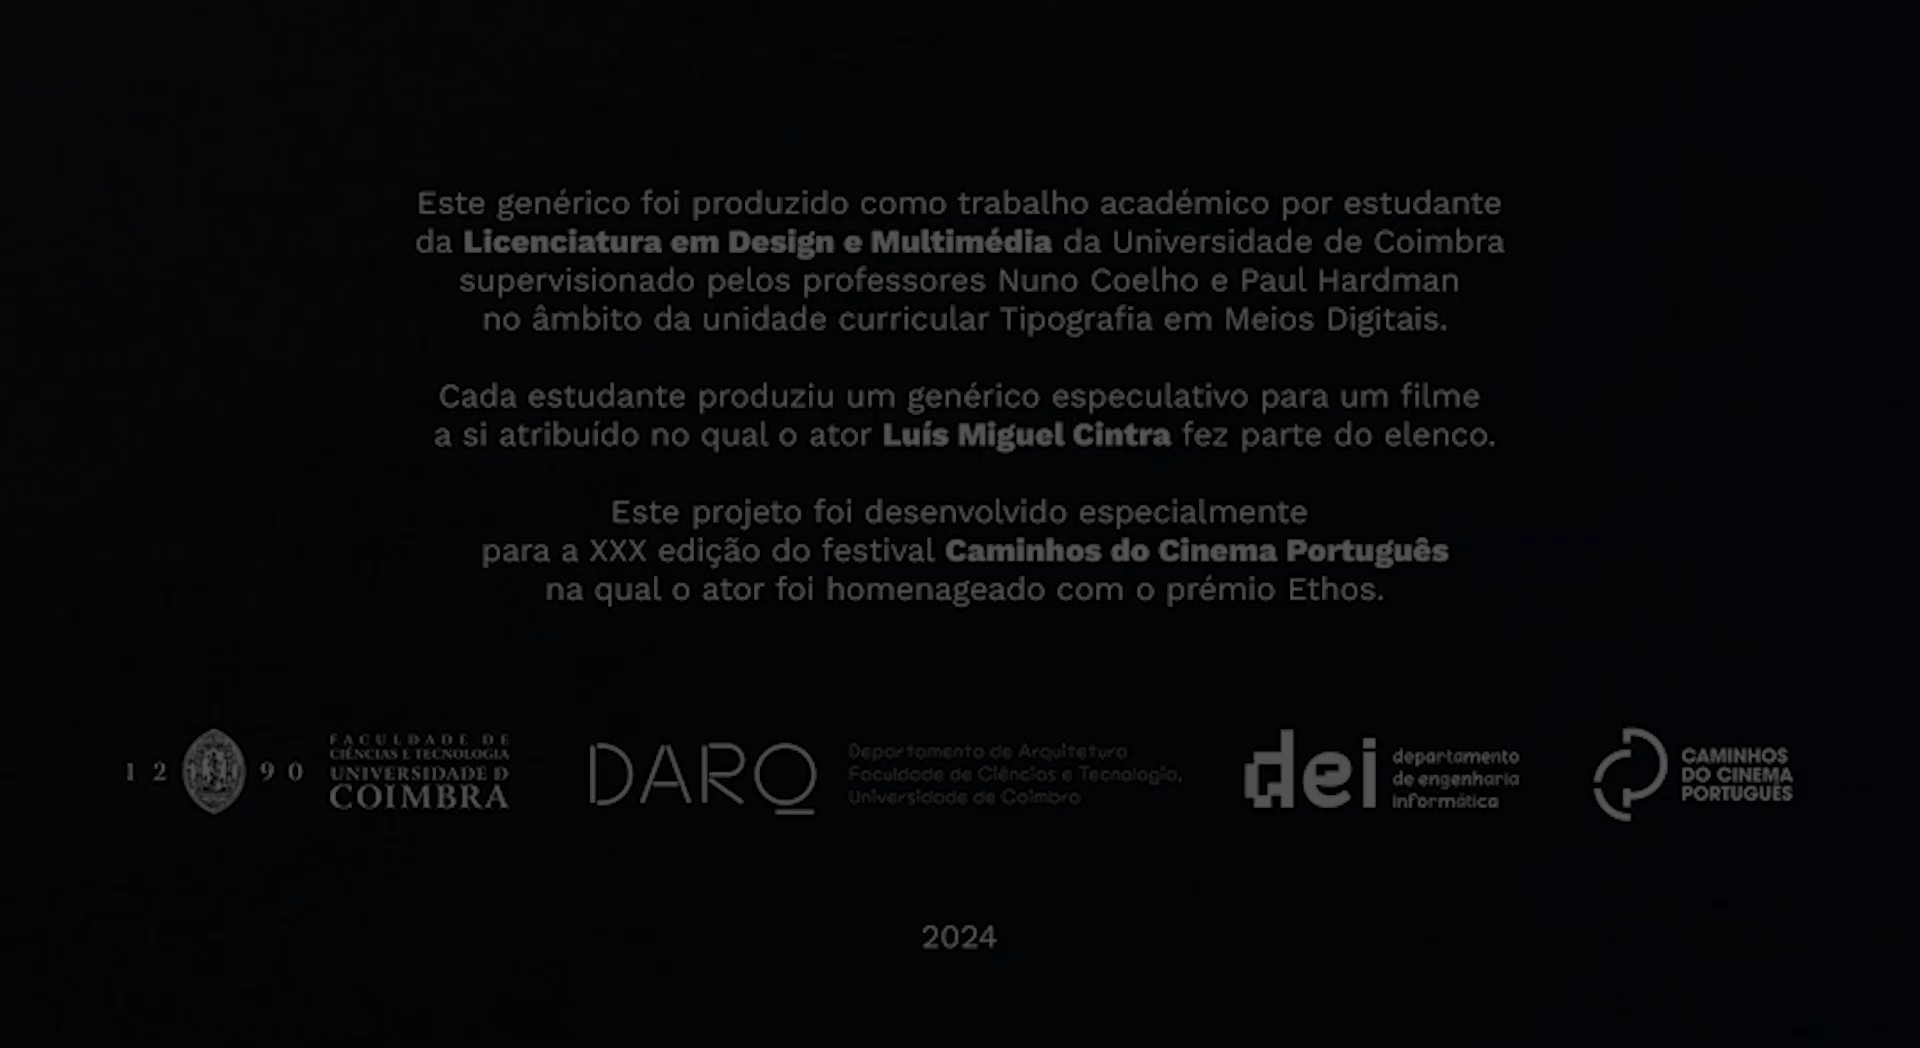 Este genérico foi produzido como trabalho académico por estudante
da Licenciatura em Design e Multimédia da Universidade de Coimbra
supervisionado pelos professores Nuno Coelho e Paul Hardman
no âmbito da unidade curricular Tipografia em Meios Digitais.
Cada estudante produziu um genérico especulativo para um filme
a si atribuído no qual o ator Luís Miguel Cintra fez parte do elenco.
Este projeto foi desenvolvido especialmente
para a XXX edição do festival Caminhos do Cinema Português
na qual o ator foi homenageado com o prémio Ethos.
12 90
FACULDADE DE
CIÊNCIAS E TECNOLOGIA
UNIVERSIDADE D
COIMBRA
DARQ
Departamento de Arquitetura
Faculdade de Ciências e Tecnologia,
Universidade de Coimbra
dei
departamento
de engenharia
informática
CAMINHOS
DO CINEMA
PORTUGUÊS
2024